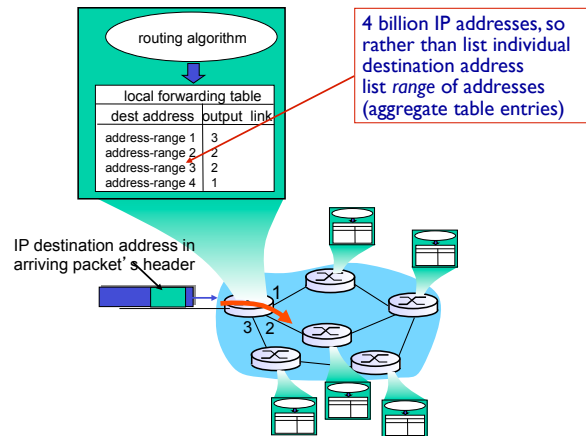 routing algorithm
local forwarding table
dest address output link
address-range 1 3
address-range 2 2
address-range 3 2
address-range 4 1
4 billion IP addresses, so
rather than list individual
destination address
list range of addresses
(aggregate table entries)
IP destination address in
arriving packet’s header
1
3 2